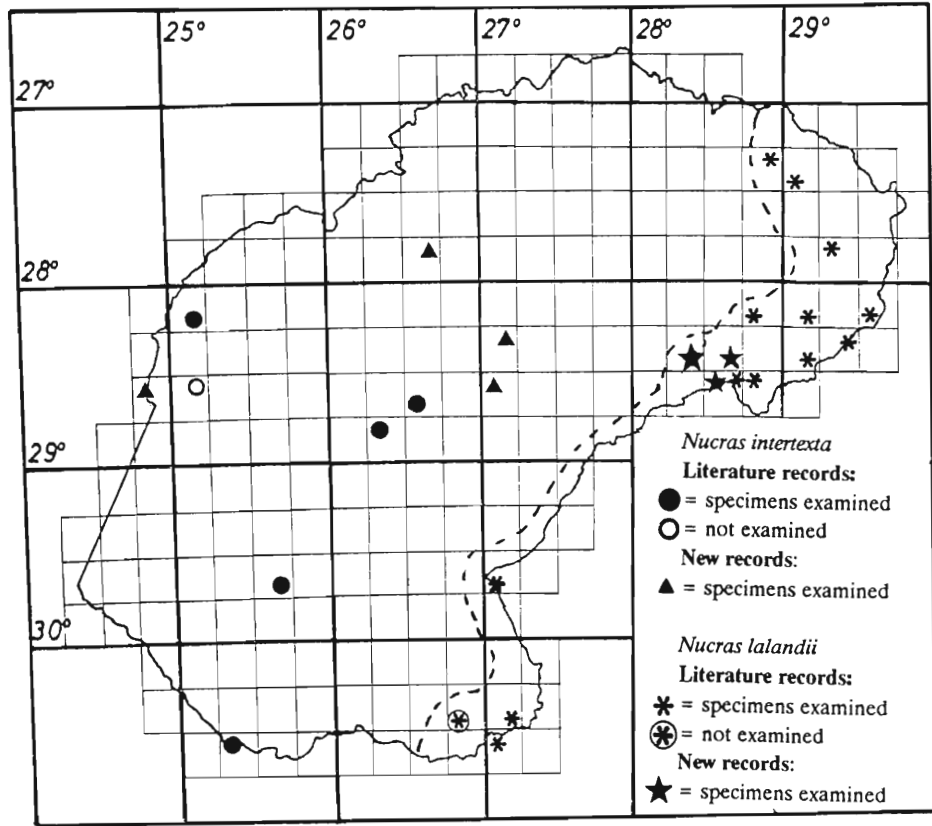 25° 26° 27° 28° 29°
27°
28°
29°
30°
Nucras intertexta
Literature records:
= specimens examined
= not examined
New records:
= specimens examined
Nucras lalandii
Literature records:
= specimens examined
= not examined
New records:
= specimens examined